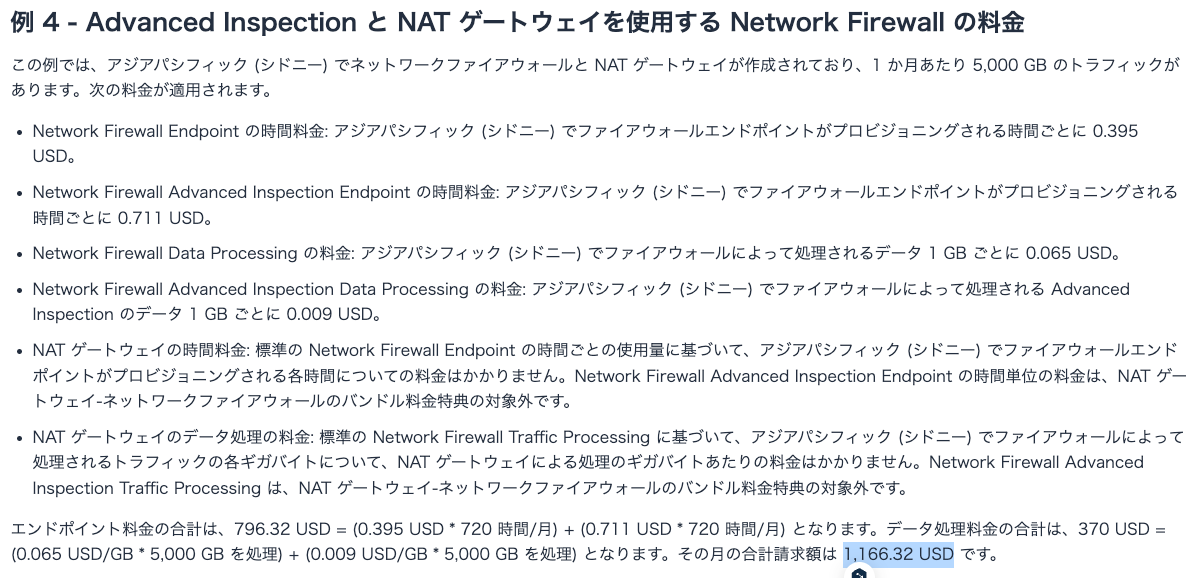 例 4 - Advanced Inspection と NAT ゲートウェイを使用する Network Firewall の料金
この例では、アジアパシフィック (シドニー) でネットワークファイアウォールと NAT ゲートウェイが作成されており、1 か月あたり 5,000 GB のトラフィックが
あります。次の料金が適用されます。
• Network Firewall Endpoint の時間料金: アジアパシフィック (シドニー) でファイアウォールエンドポイントがプロビジョニングされる時間ごとに 0.395
USD。
• Network Firewall Advanced Inspection Endpoint の時間料金: アジアパシフィック (シドニー) でファイアウォールエンドポイントがプロビジョニングされる
時間ごとに 0.711 USD。
• Network Firewall Data Processing の料金: アジアパシフィック (シドニー) でファイアウォールによって処理されるデータ 1 GB ごとに 0.065 USD。
• Network Firewall Advanced Inspection Data Processing の料金: アジアパシフィック (シドニー) でファイアウォールによって処理される Advanced
Inspection のデータ 1 GB ごとに 0.009 USD。
• NAT ゲートウェイの時間料金: 標準の Network Firewall Endpoint の時間ごとの使用量に基づいて、アジアパシフィック (シドニー) でファイアウォールエンド
ポイントがプロビジョニングされる各時間についての料金はかかりません。Network Firewall Advanced Inspection Endpoint の時間単位の料金は、NAT ゲー
トウェイ-ネットワークファイアウォールのバンドル料金特典の対象外です。
• NAT ゲートウェイのデータ処理の料金: 標準の Network Firewall Traffic Processing に基づいて、アジアパシフィック (シドニー) でファイアウォールによって
処理されるトラフィックの各ギガバイトについて、NAT ゲートウェイによる処理のギガバイトあたりの料金はかかりません。Network Firewall Advanced
Inspection Traffic Processing は、NAT ゲートウェイ-ネットワークファイアウォールのバンドル料金特典の対象外です。
エンドポイント料金の合計は、796.32 USD = (0.395 USD * 720 時間/月) + (0.711 USD * 720 時間/月) となります。データ処理料金の合計は、370 USD =
(0.065 USD/GB * 5,000 GB を処理) + (0.009 USD/GB * 5,000 GB を処理) となります。その月の合計請求額は 1,166.32 USD です。